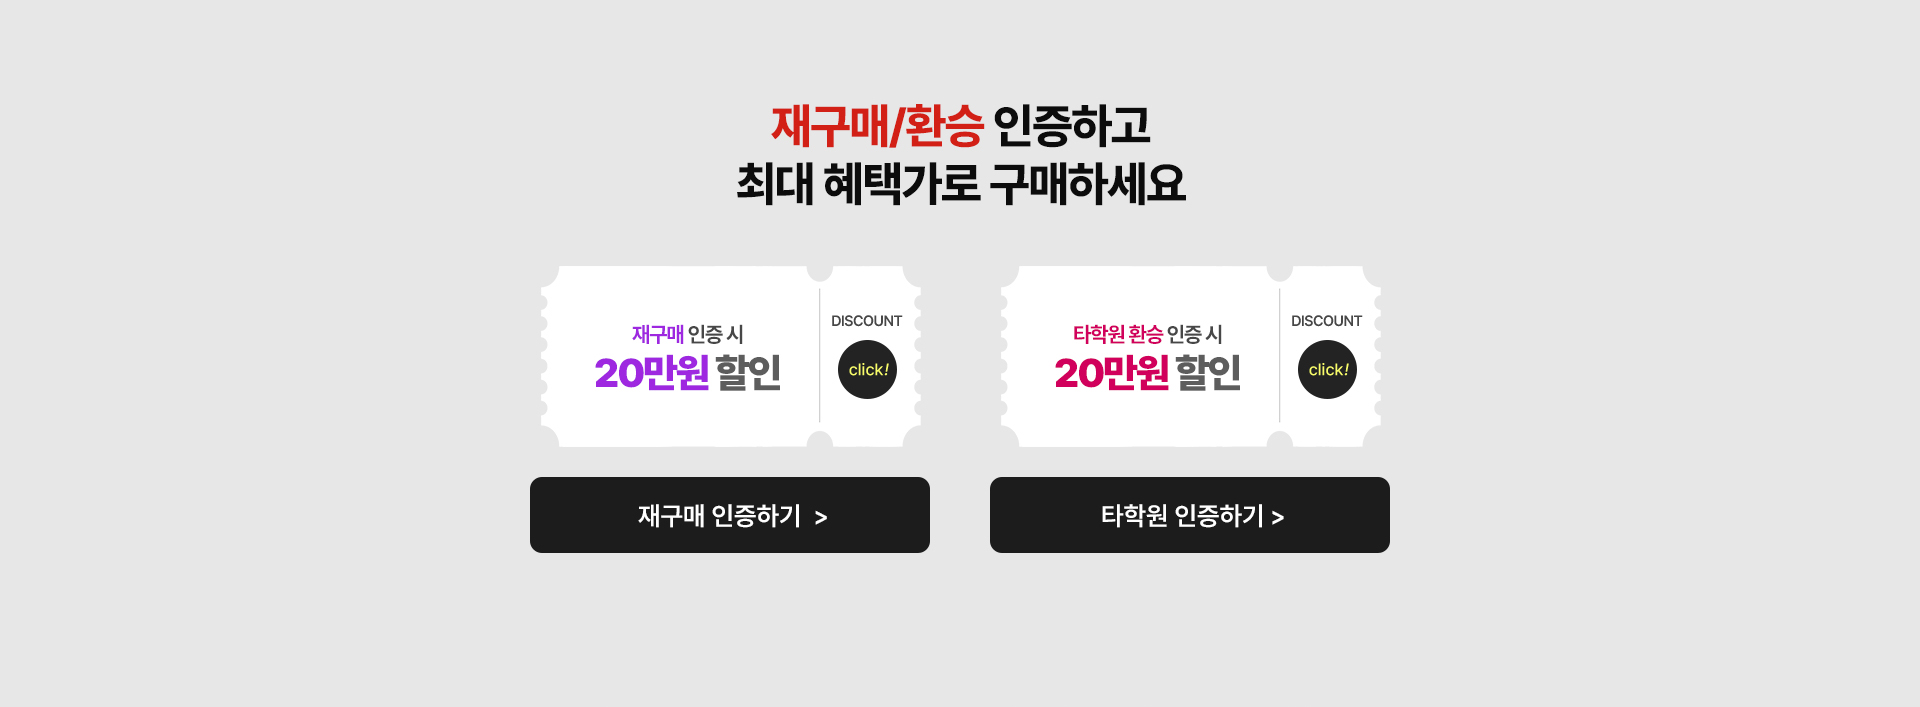 재구매/환승 인증하고
최대 혜택가로 구매하세요
재구매 인증 시
20만원 할인
DISCOUNT
click!
타학원 환승 인증 시
20만원 할인
DISCOUNT
click!
재구매 인증하기 >
타학원 인증하기 >